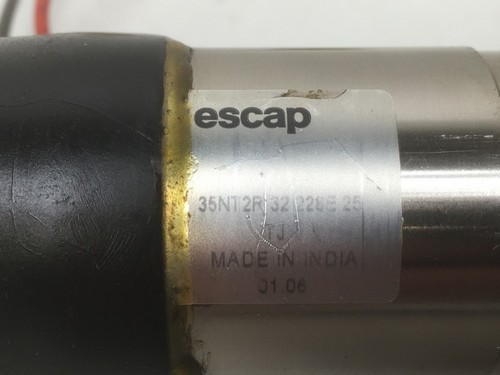 escap
35NT2R 32 228E 25
TJ
MADE IN INDIA
01.06